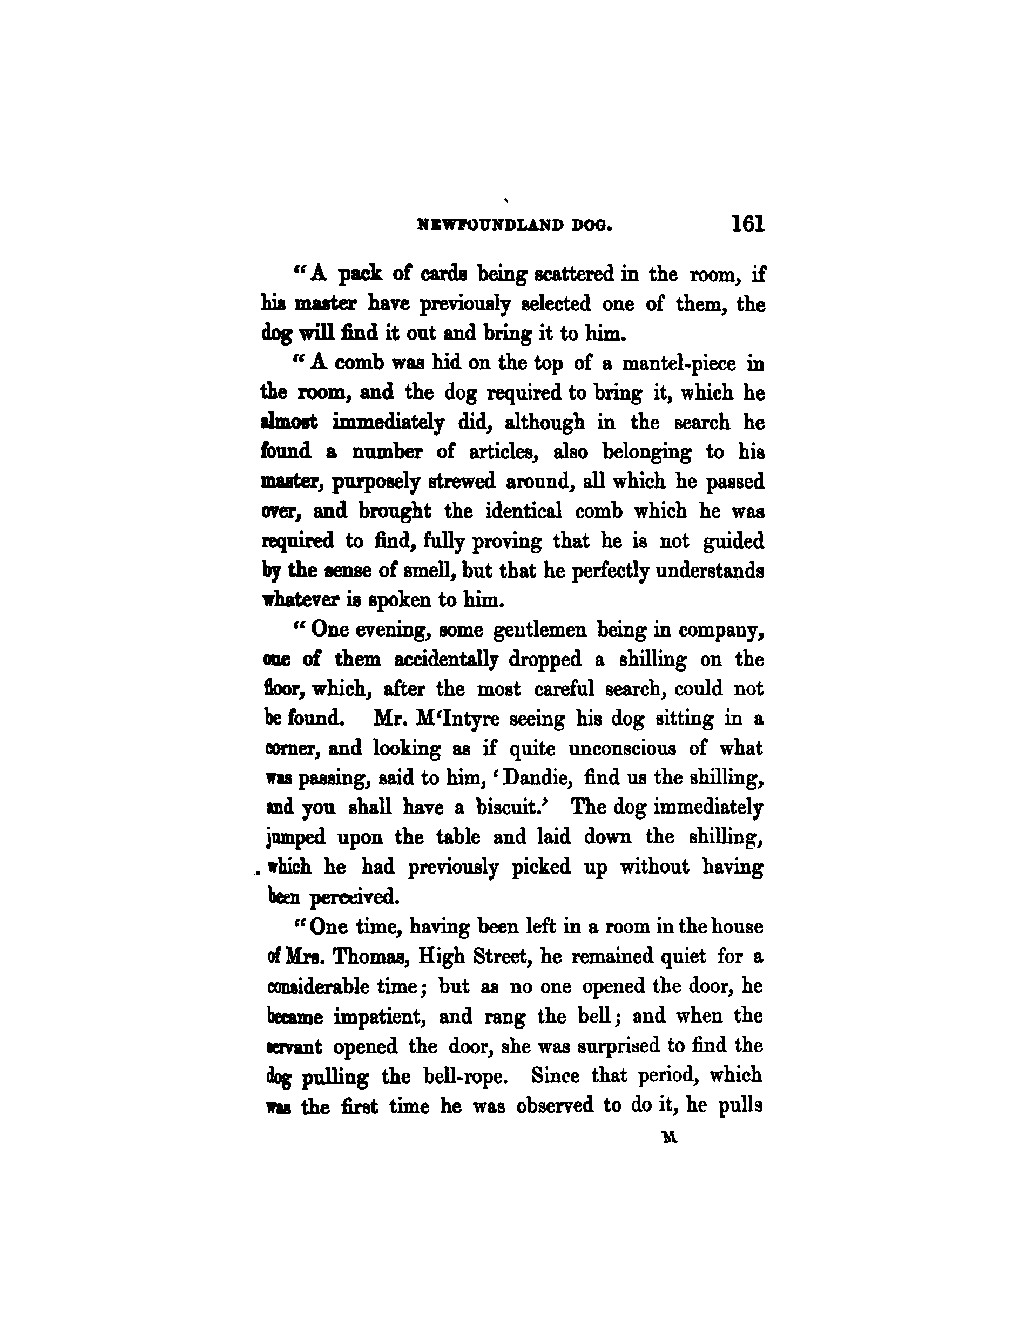 NEWFOUNDLAND DOG. 161
"A pack of cards being scattered in the room, if
his master have previously selected one of them, the
dog will find it out and bring it to him.
"A comb was hid on the top of a mantel-piece in
the room, and the dog required to bring it, which he
almost immediately did, although in the search he
found a number of articles, also belonging to his
master, purposely strewed around, all which he passed
over, and brought the identical comb which he was
required to find, fully proving that he is not guided
by the sense of smell, but that he perfectly understands
whatever is spoken to him.
"One evening, some gentlemen being in company,
one of them accidentally dropped a shilling on the
floor, which, after the most careful search, could not
be found. Mr. M'Intyre seeing his dog sitting in a
corner, and looking as if quite unconscious of what
was passing, said to him, 'Dandie, find us the shilling,
and you shall have a biscuit.' The dog immediately
jumped upon the table and laid down the shilling,
which he had previously picked up without having
been perceived.
"One time, having been left in a room in the house
of Mrs. Thomas, High Street, he remained quiet for a
considerable time; but as no one opened the door, he
became impatient, and rang the bell; and when the
servant opened the door, she was surprised to find the
dog pulling the bell-rope. Since that period, which
was the first time he was observed to do it, he pulls
M